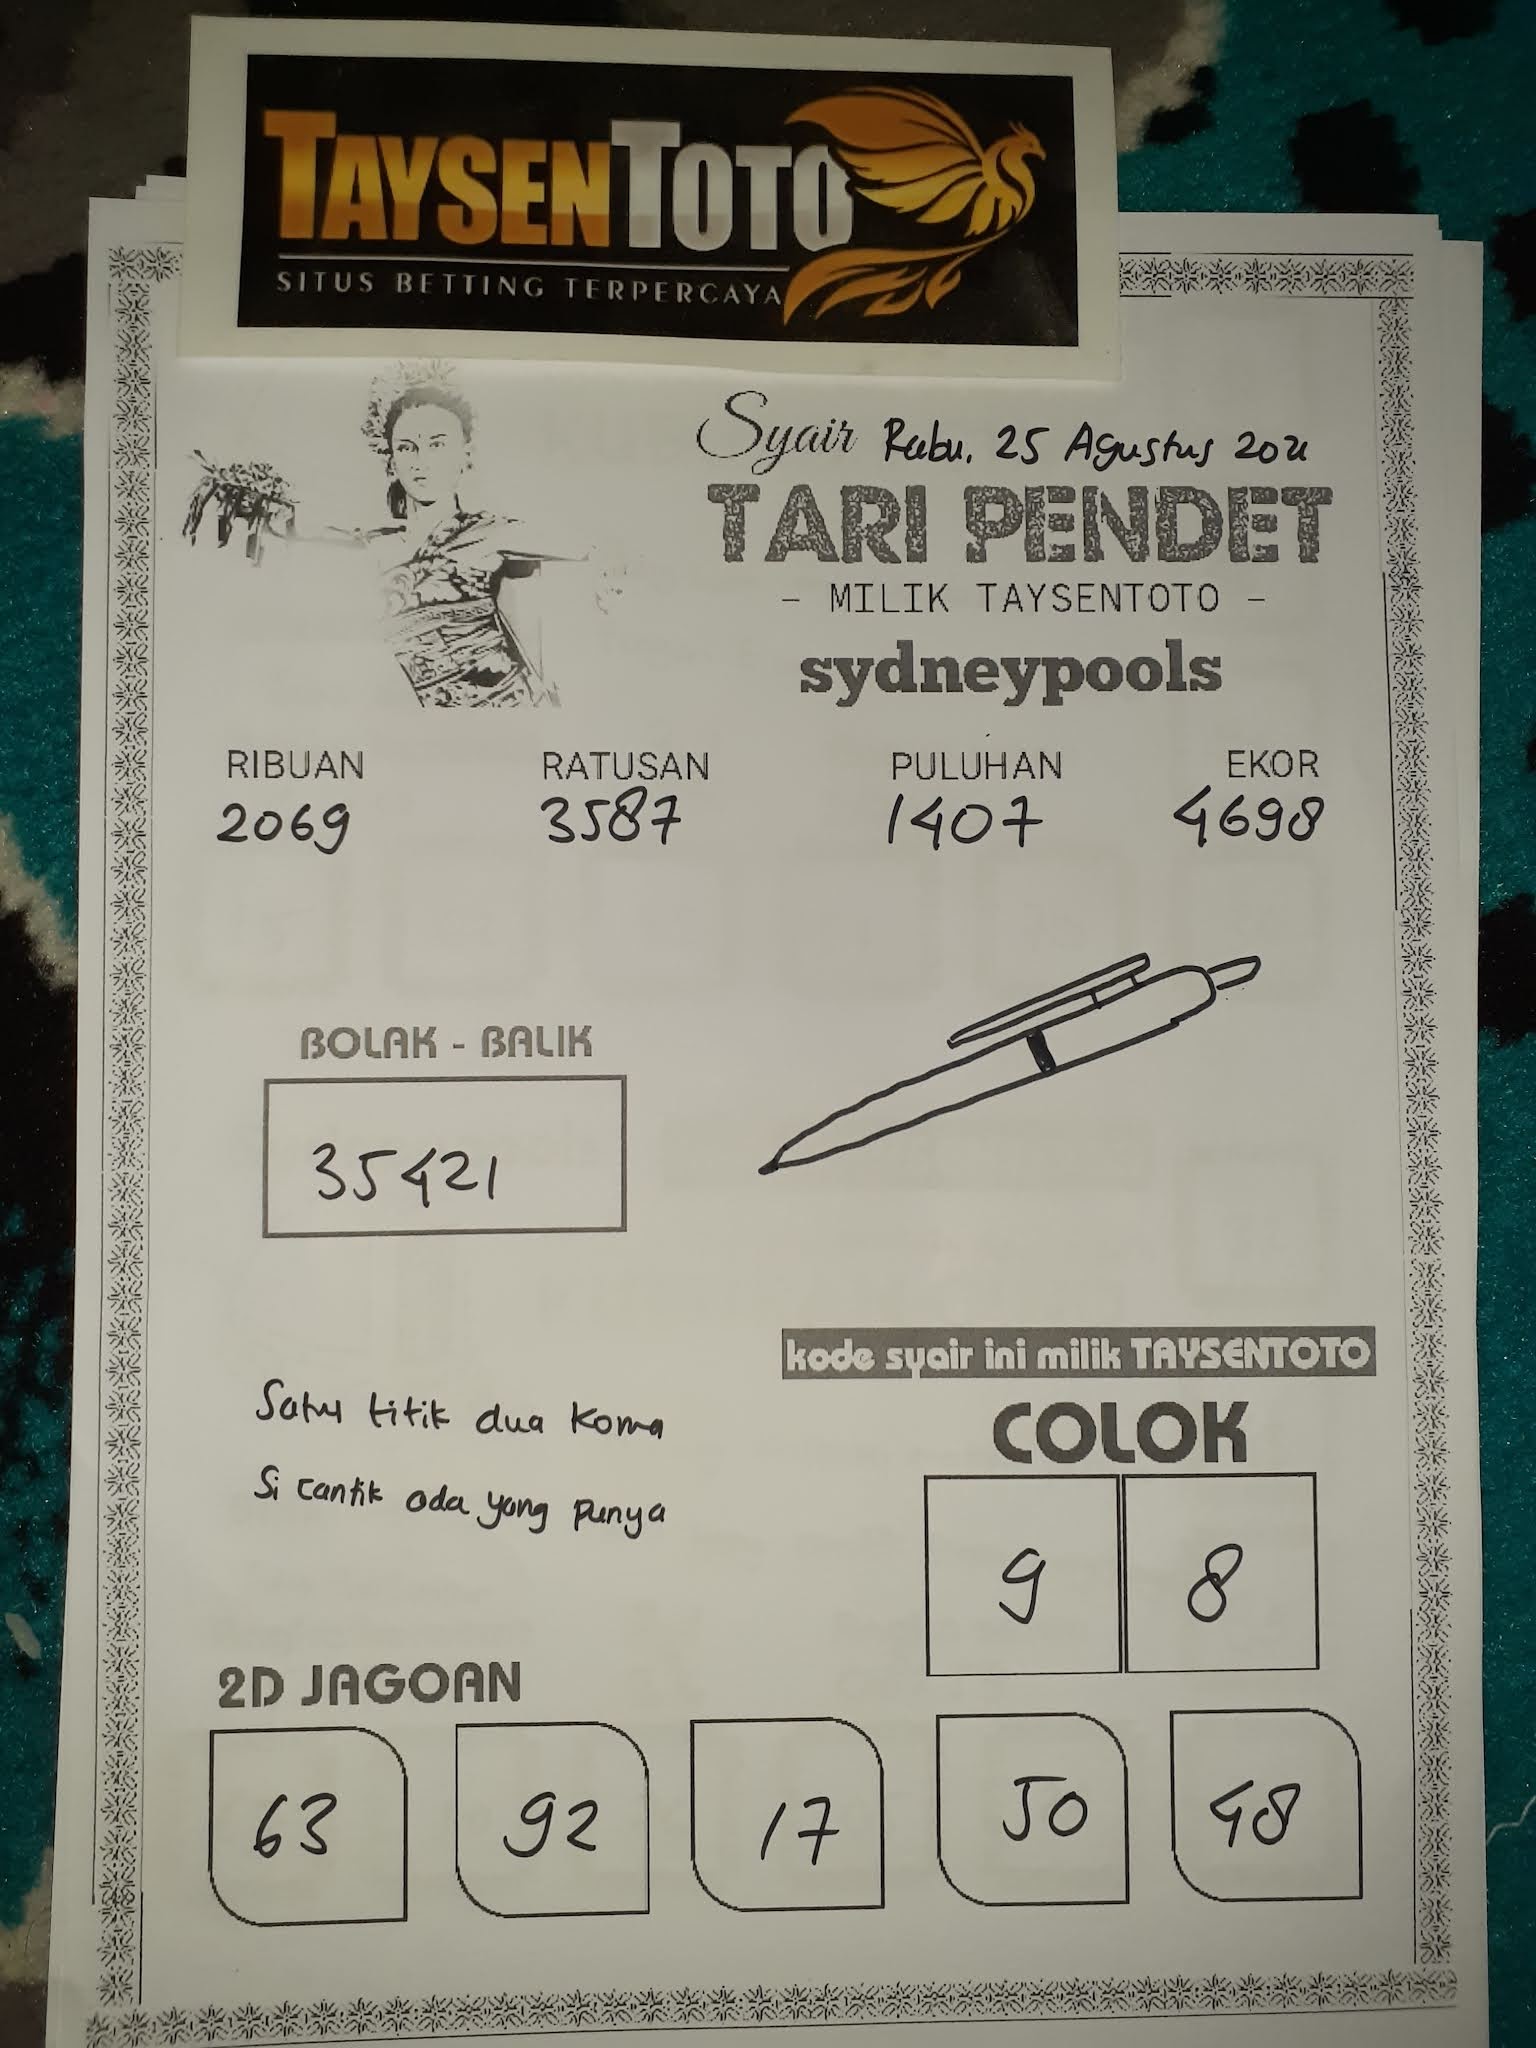 TAYSENTOTO
SITUS BETTING TERPERCAYA
Syair Rabu, 25 Agustus 2021
TARI PENDET
- MILIK TAYSENTOTO -
sydneypools
RIBUAN RATUSAN PULUHAN EKOR
2069 3587 1407 4698
BOLAK - BALIK
35421
kode syair ini milik TAYSENTOTO
Satu titik dua koma
Si cantik ada yang punya
COLOK
9 8
2D JAGOAN
63 92 17 50 48